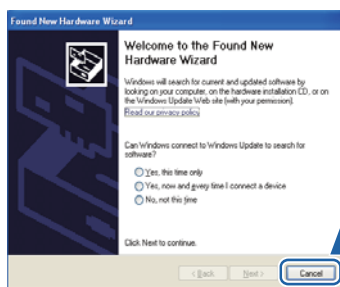 Found New Hardware Wizard
Welcome to the Found New
Hardware Wizard
Windows will search for current and updated software by
looking on your computer, on the hardware installation CD, or on
the Windows Update Web site (with your permission).
Read our privacy policy
Can Windows connect to Windows Update to search for
software?
Yes, this time only
Yes, now and every time I connect a device
No, not this time
Click Next to continue.
< Back
Next >
Cancel